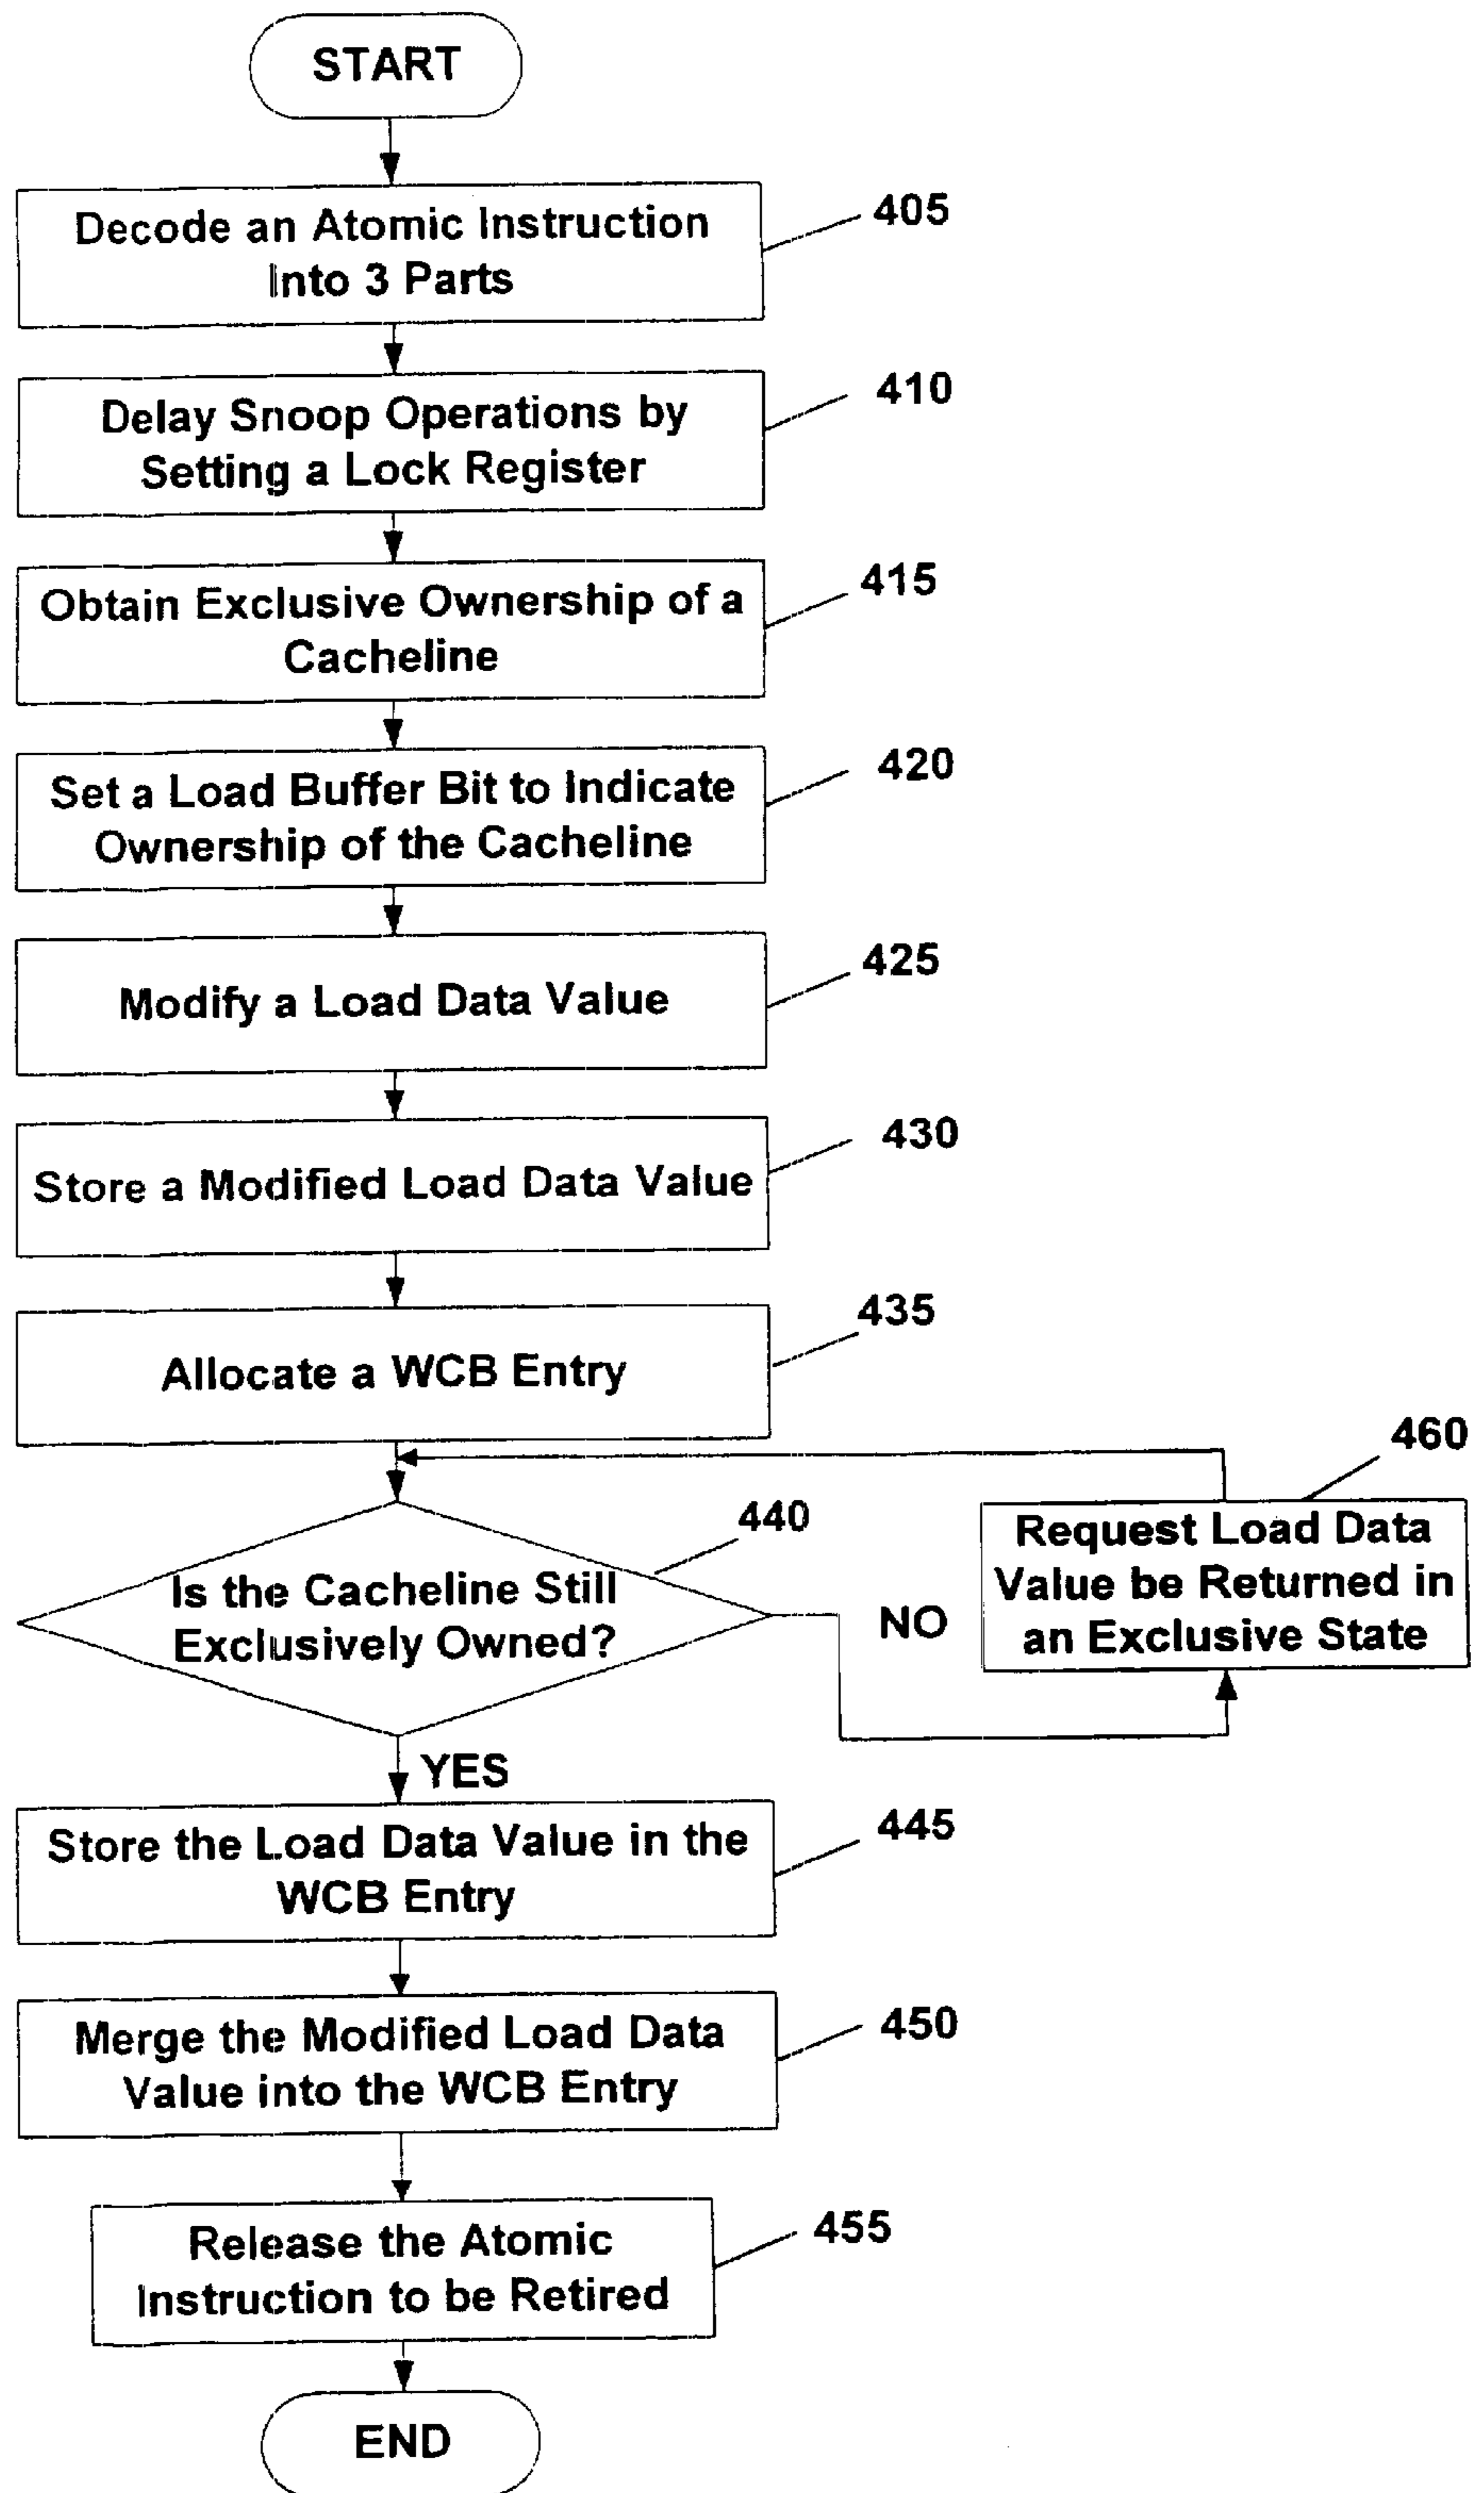 START
Decode an Atomic Instruction
Into 3 Parts
405
Delay Snoop Operations by
Setting a Lock Register
410
Obtain Exclusive Ownership of a
Cacheline
415
Set a Load Buffer Bit to Indicate
Ownership of the Cacheline
420
Modify a Load Data Value
425
Store a Modified Load Data Value
430
Allocate a WCB Entry
435
Is the Cacheline Still
Exclusively Owned?
440
NO
Request Load Data
Value be Returned in
an Exclusive State
460
YES
Store the Load Data Value in the
WCB Entry
445
Merge the Modified Load Data
Value into the WCB Entry
450
Release the Atomic
Instruction to be Retired
455
END